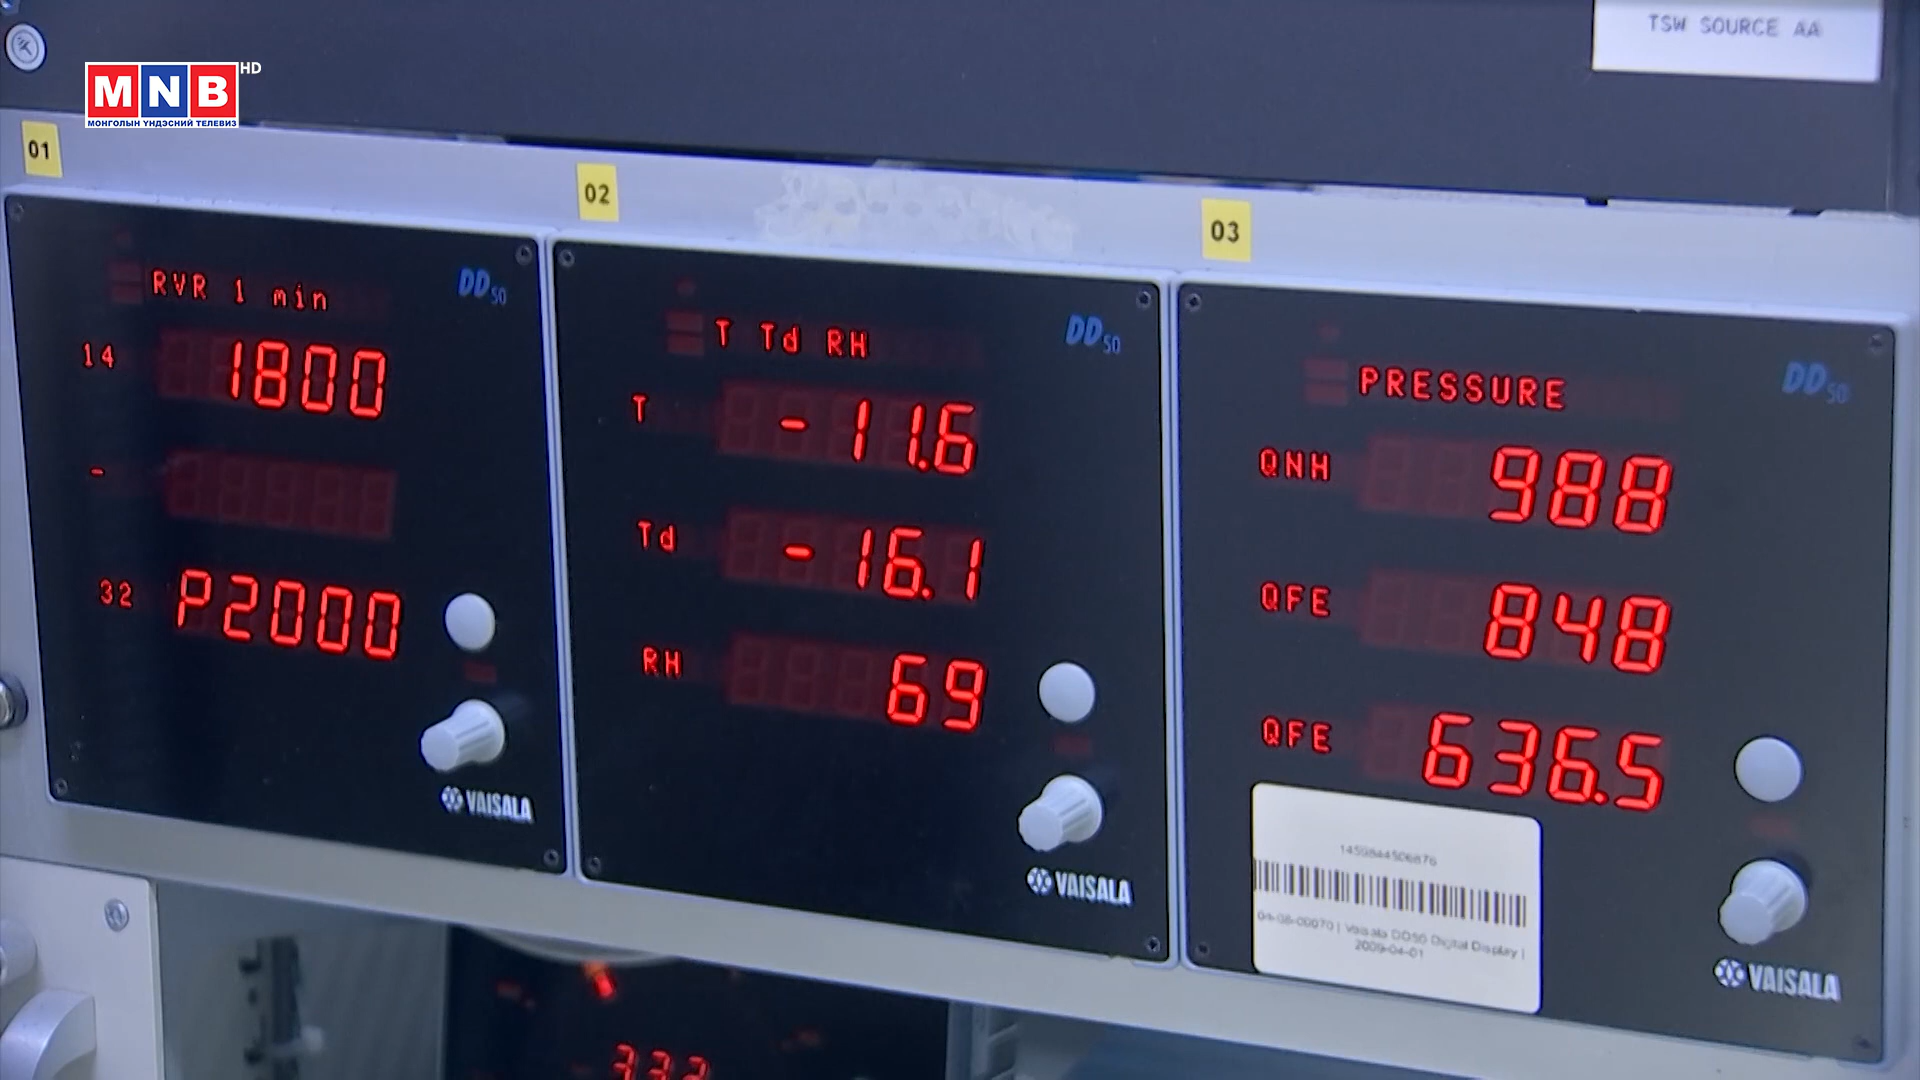 TSW SOURCE AA
MNB HD
МОНГОЛЫН ҮНДЭСНИЙ ТЕЛЕВИЗ
01
02
03
RVR 1 min
DD50
14 1800
-
32 P2000
VAISALA
T Td RH
DD50
T -11.6
Td -16.1
RH 69
VAISALA
PRESSURE
DD50
QNH 988
QFE 848
QFE 636.5
1459844506876
04-08-00070 | Vaisala DD50 Digital Display |
2009-04-01
VAISALA
332